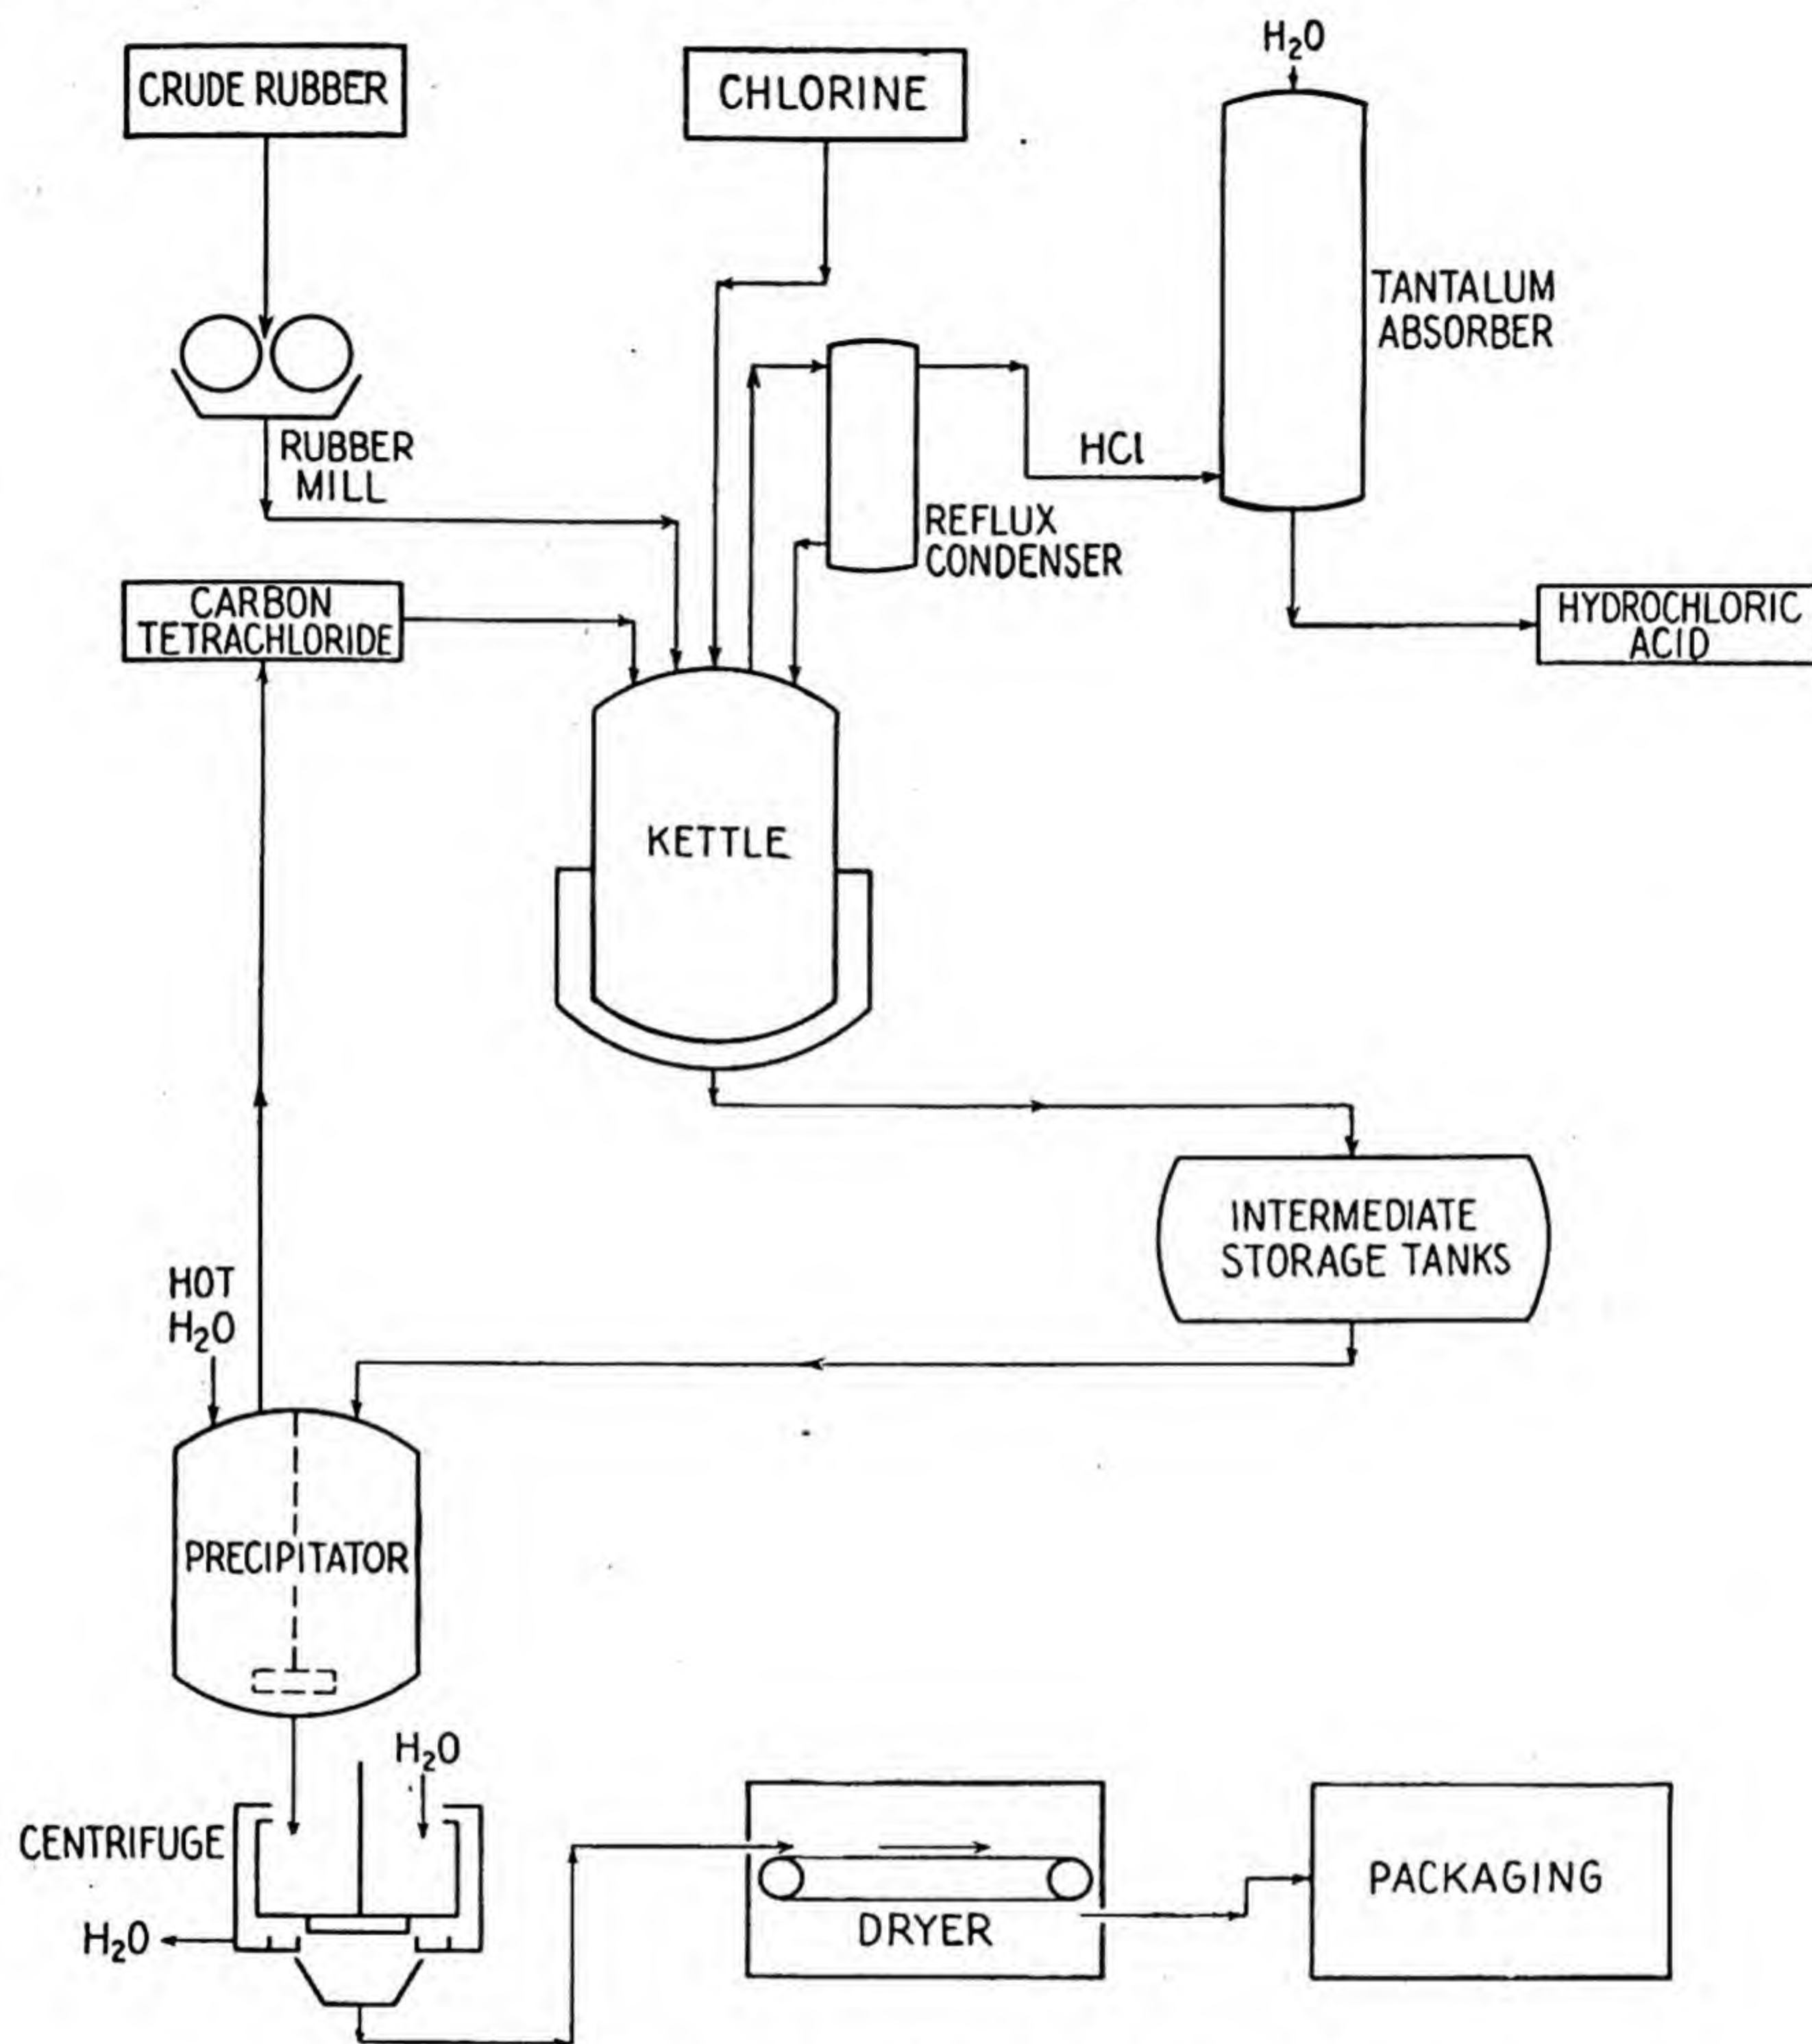 CRUDE RUBBER
CHLORINE
H₂O
TANTALUM
ABSORBER
RUBBER
MILL
HCl
REFLUX
CONDENSER
CARBON
TETRACHLORIDE
HYDROCHLORIC
ACID
KETTLE
INTERMEDIATE
STORAGE TANKS
HOT
H₂O
PRECIPITATOR
H₂O
CENTRIFUGE
H₂O
DRYER
PACKAGING